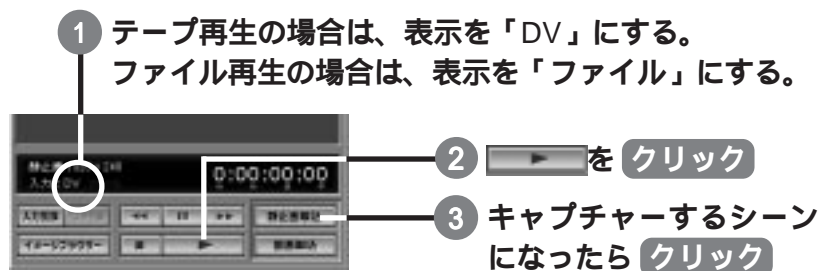 1 テープ再生の場合は、表示を「DV」にする。
ファイル再生の場合は、表示を「ファイル」にする。
0:00:00:00
2 を クリック
3 キャプチャーするシーン
になったら クリック